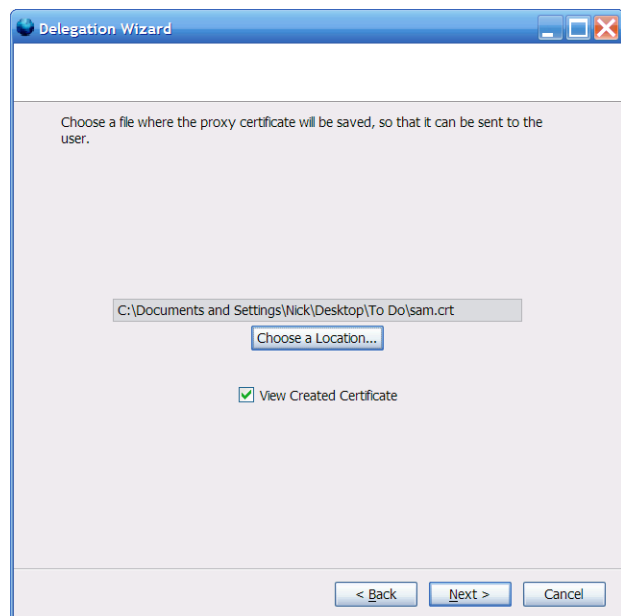 Delegation Wizard
Choose a file where the proxy certificate will be saved, so that it can be sent to the
user.
C:\Documents and Settings\Nick\Desktop\To Do\sam.crt
Choose a Location...
View Created Certificate
< Back Next > Cancel